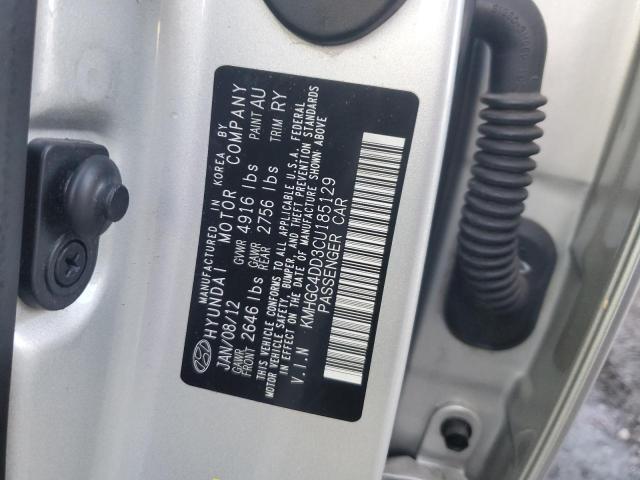 MANUFACTURED IN KOREA BY
HYUNDAI MOTOR COMPANY
JAN/08/12 GVWR 4916 lbs PAINT AU
GAWR FRONT 2646 lbs GAWR REAR 2756 lbs TRIM RY
THIS VEHICLE CONFORMS TO ALL APPLICABLE U.S.A. FEDERAL
MOTOR VEHICLE SAFETY, BUMPER, AND THEFT PREVENTION STANDARDS
IN EFFECT ON THE DATE OF MANUFACTURE SHOWN ABOVE
V.I.N KMHGC4DD3CU185129
PASSENGER CAR